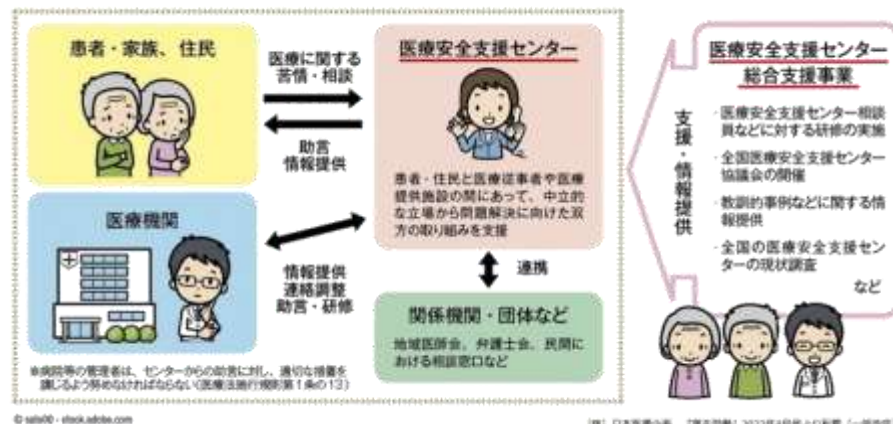 患者・家族、住民
医療に関する
苦情・相談
助言
情報提供
医療安全支援センター
患者・住民と医療従事者や医療
提供施設の間にあって、中立的
な立場から問題解決に向けた双
方の取り組みを支援
医療機関
情報提供
連絡調整
助言・研修
連携
関係機関・団体など
地域医師会、弁護士会、民間に
おける相談窓口など
※病院等の管理者は、センターからの助言に対し、適切な措置を
講じるよう努めなければならない(医療法施行規則第1条の13)
医療安全支援センター
総合支援事業
支援・情報提供
・医療安全支援センター相談
員などに対する研修の実施
・全国医療安全支援センター
協議会の開催
・教訓的事例などに関する情
報提供
・全国の医療安全支援セン
ターの現状調査
など
stock.adobe.com